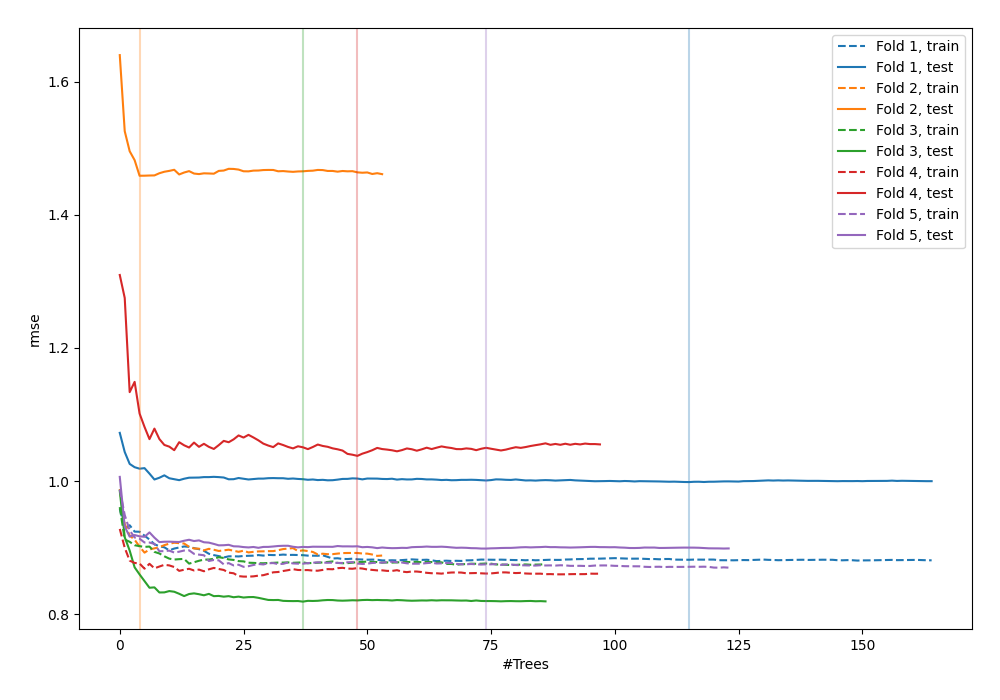 Fold 1, train
Fold 1, test
Fold 2, train
Fold 2, test
Fold 3, train
Fold 3, test
Fold 4, train
Fold 4, test
Fold 5, train
Fold 5, test
1.6
1.4
1.2
1.0
0.8
rmse
0 25 50 75 100 125 150
#Trees